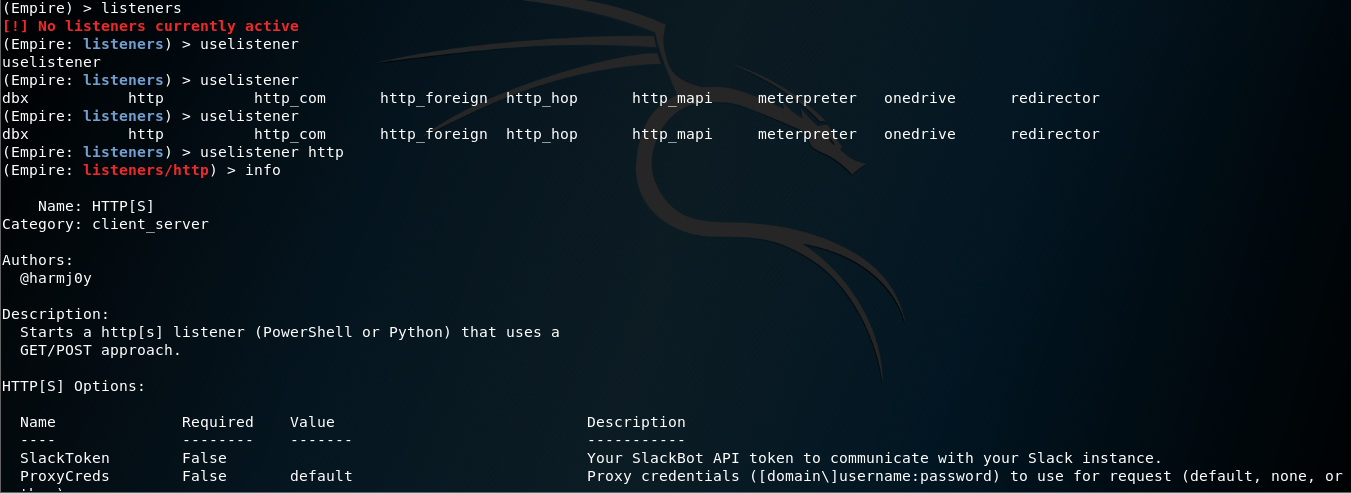 (Empire) > listeners
[!] No listeners currently active
(Empire: listeners) > uselistener
uselistener
(Empire: listeners) > uselistener
dbx http http_com http_foreign http_hop http_mapi meterpreter onedrive redirector
(Empire: listeners) > uselistener
dbx http http_com http_foreign http_hop http_mapi meterpreter onedrive redirector
(Empire: listeners) > uselistener http
(Empire: listeners/http) > info
Name: HTTP[S]
Category: client_server
Authors:
@harmj0y
Description:
Starts a http[s] listener (PowerShell or Python) that uses a
GET/POST approach.
HTTP[S] Options:
Name Required Value Description
---- -------- ------- -----------
SlackToken False Your SlackBot API token to communicate with your Slack instance.
ProxyCreds False default Proxy credentials ([domain\]username:password) to use for request (default, none, or